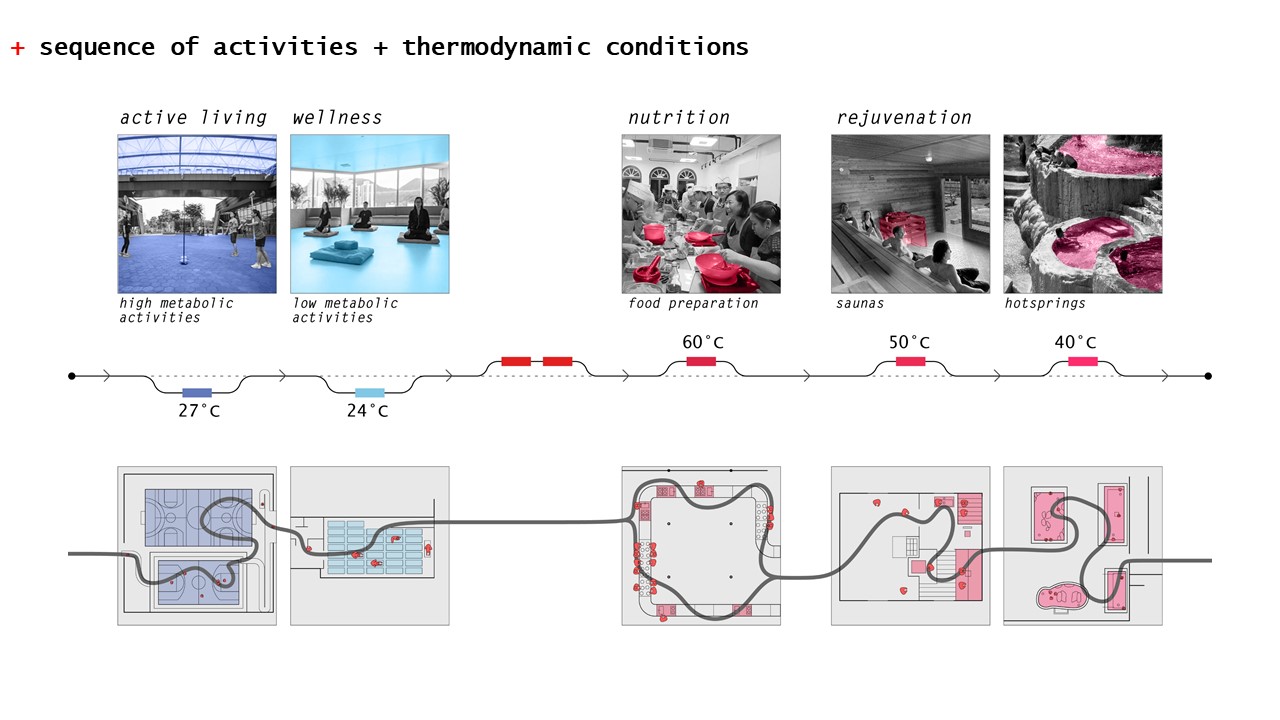 + sequence of activities + thermodynamic conditions
active living
wellness
nutrition
rejuvenation
high metabolic
activities
low metabolic
activities
food preparation
saunas
hotsprings
60°C
50°C
40°C
27°C
24°C